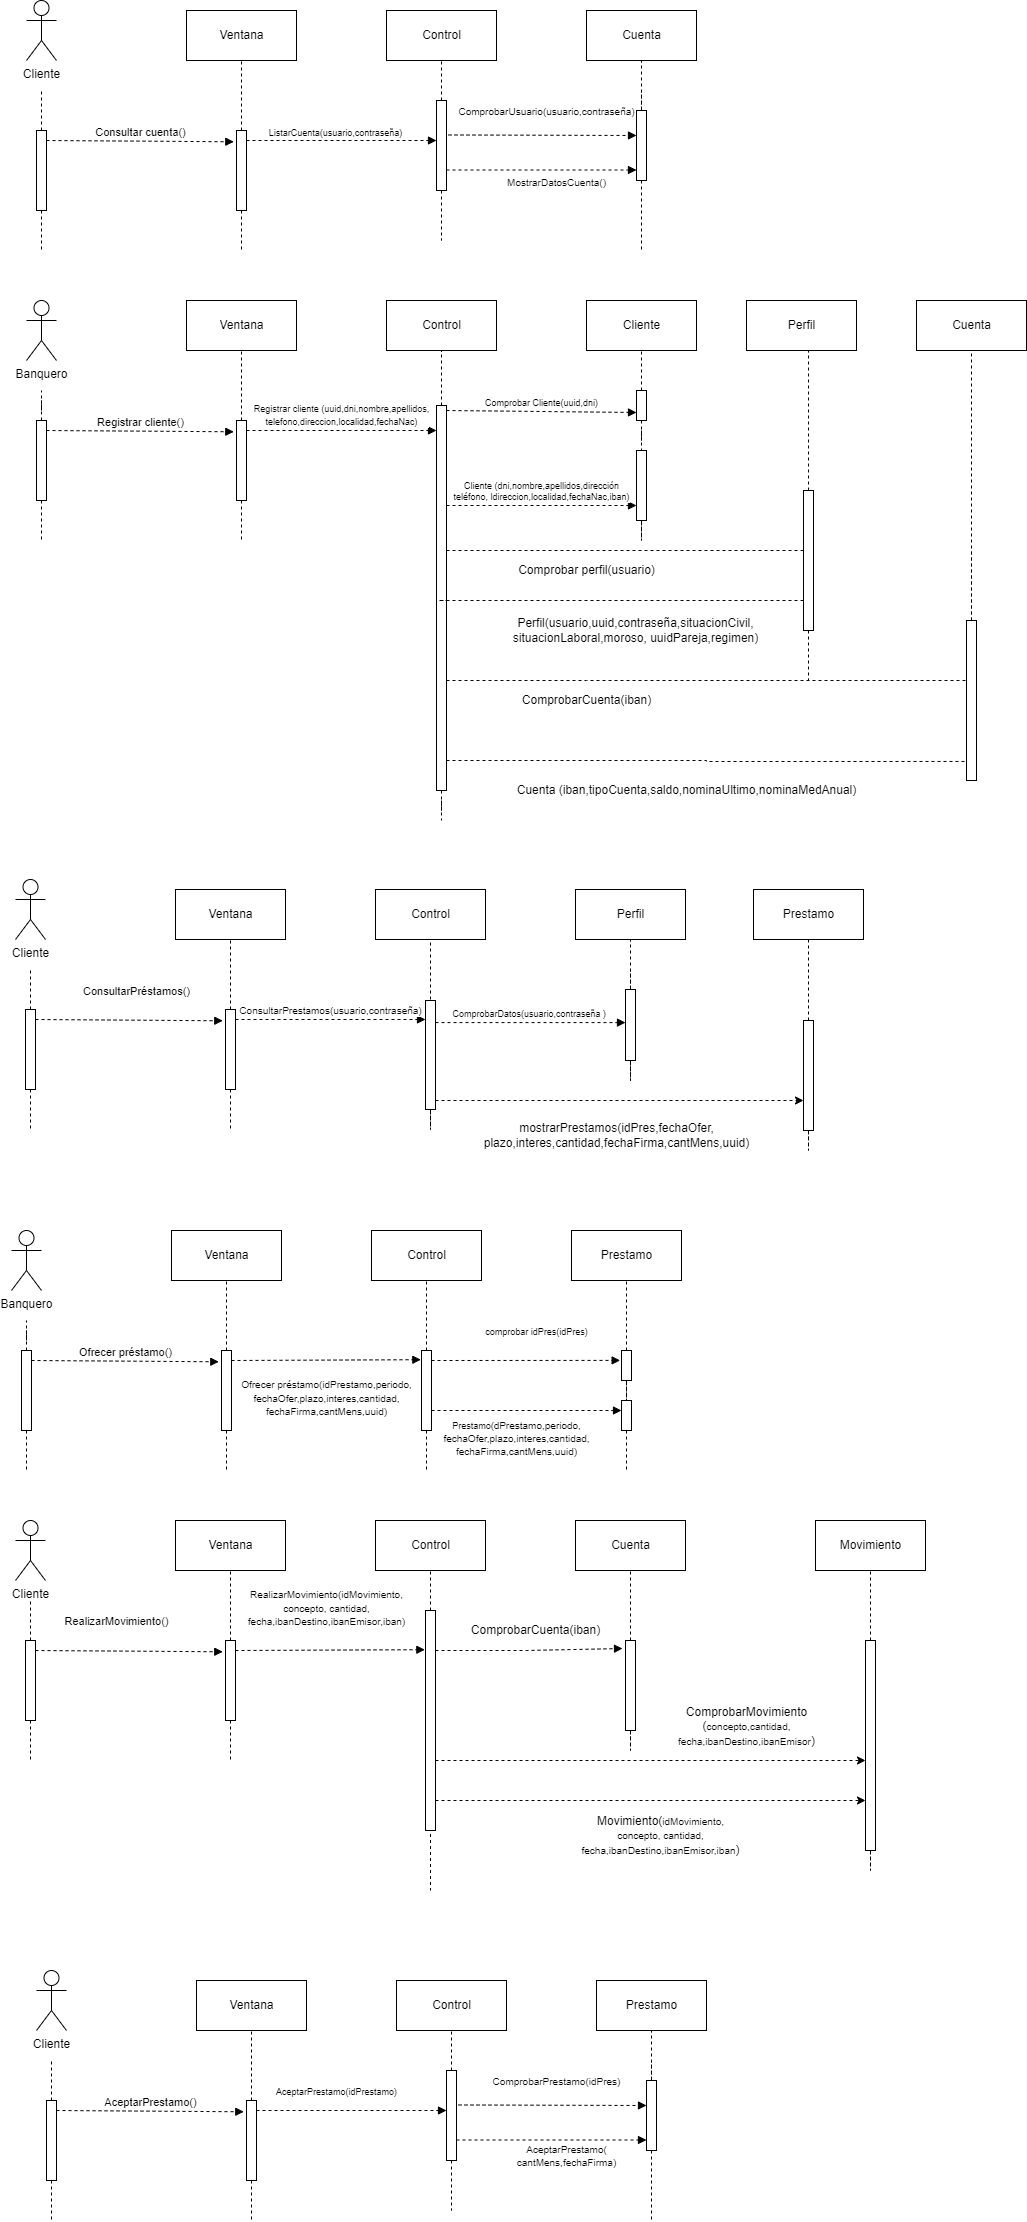 Ventana
Control
Cuenta
Cliente
ComprobarUsuario(usuario,contraseña)
Consultar cuenta()
ListarCuenta(usuario,contraseña)
MostrarDatosCuenta()
Ventana
Control
Cliente
Perfil
Cuenta
Banquero
Registrar cliente()
Registrar cliente (uuid,dni,nombre,apellidos,
telefono,direccion,localidad,fechaNac)
Comprobar Cliente(uuid,dni)
Cliente (dni,nombre,apellidos,dirección
teléfono, ldireccion,localidad,fechaNac,iban)
Comprobar perfil(usuario)
Perfil(usuario,uuid,contraseña,situacionCivil,
situacionLaboral,moroso, uuidPareja,regimen)
ComprobarCuenta(iban)
Cuenta (iban,tipoCuenta,saldo,nominaUltimo,nominaMedAnual)
Ventana
Control
Perfil
Prestamo
Cliente
ConsultarPréstamos()
ConsultarPrestamos(usuario,contraseña)
ComprobarDatos(usuario,contraseña )
mostrarPrestamos(idPres,fechaOfer,
plazo,interes,cantidad,fechaFirma,cantMens,uuid)
Ventana
Control
Prestamo
Banquero
comprobar idPres(idPres)
Ofrecer préstamo()
Ofrecer préstamo(idPrestamo,periodo,
fechaOfer,plazo,interes,cantidad,
fechaFirma,cantMens,uuid)
Prestamo(dPrestamo,periodo,
fechaOfer,plazo,interes,cantidad,
fechaFirma,cantMens,uuid)
Ventana
Control
Cuenta
Movimiento
Cliente
RealizarMovimiento()
RealizarMovimiento(idMovimiento,
concepto, cantidad,
fecha,ibanDestino,ibanEmisor,iban)
ComprobarCuenta(iban)
ComprobarMovimiento
(concepto,cantidad,
fecha,ibanDestino,ibanEmisor)
Movimiento(idMovimiento,
concepto, cantidad,
fecha,ibanDestino,ibanEmisor,iban)
Ventana
Control
Prestamo
Cliente
AceptarPrestamo()
AceptarPrestamo(idPrestamo)
ComprobarPrestamo(idPres)
AceptarPrestamo(
cantMens,fechaFirma)